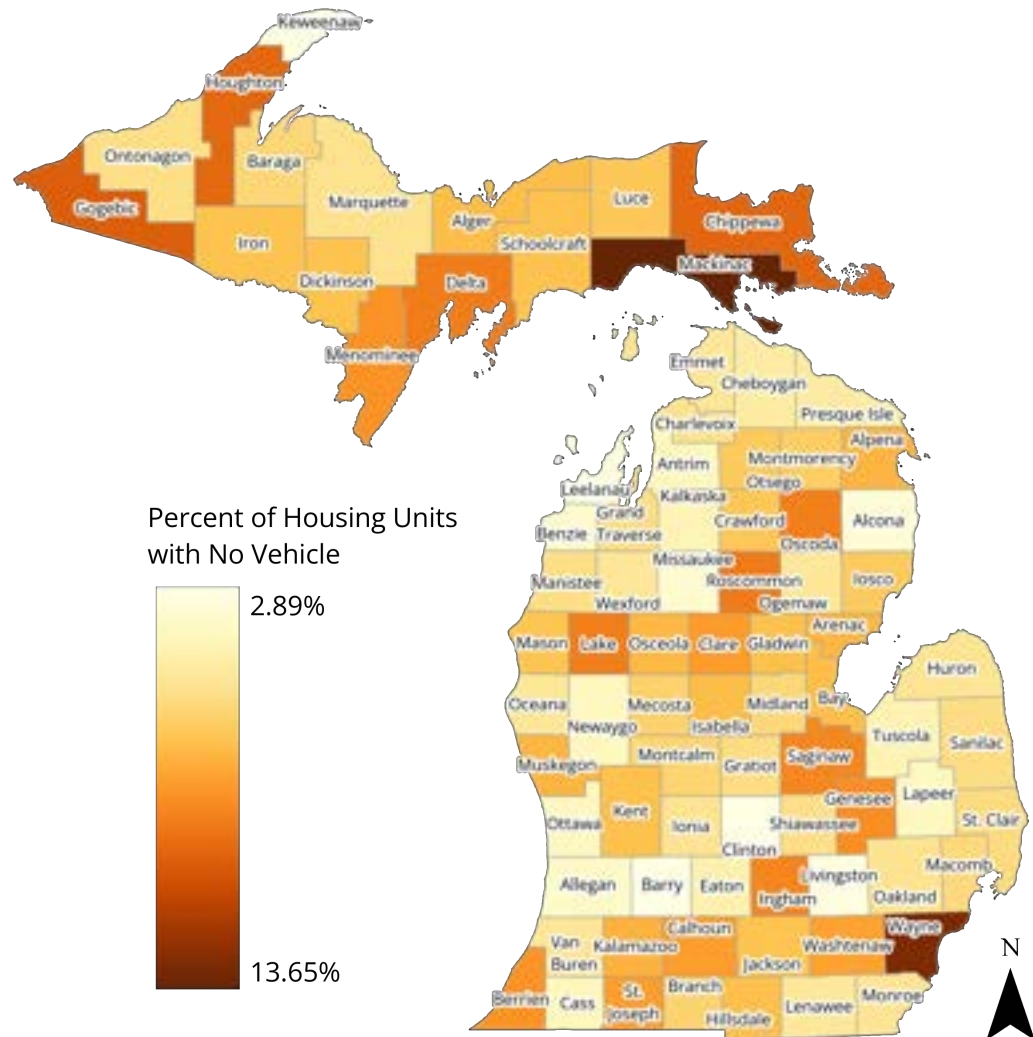 Keweenaw
Houghton
Ontonagon
Baraga
Marquette
Gogebic
Iron
Dickinson
Alger
Schoolcraft
Luce
Chippewa
Mackinac
Delta
Menominee
Emmet
Cheboygan
Presque Isle
Charlevoix
Alpena
Antrim
Montmorency
Otsego
Leelanau
Kalkaska
Grand
Traverse
Benzie
Crawford
Oscoda
Alcona
Percent of Housing Units
with No Vehicle
2.89%
13.65%
Manistee
Wexford
Missaukee
Roscommon
Ogemaw
Iosco
Arenac
Mason
Lake
Osceola
Clare
Gladwin
Huron
Oceana
Newaygo
Mecosta
Isabella
Midland
Bay
Tuscola
Sanilac
Muskegon
Montcalm
Gratiot
Saginaw
Genesee
Lapeer
St. Clair
Ottawa
Kent
Ionia
Clinton
Shiawassee
Allegan
Barry
Eaton
Ingham
Livingston
Oakland
Macomb
Van
Buren
Kalamazoo
Calhoun
Jackson
Washtenaw
Wayne
Berrien
Cass
St.
Joseph
Branch
Hillsdale
Lenawee
Monroe
N